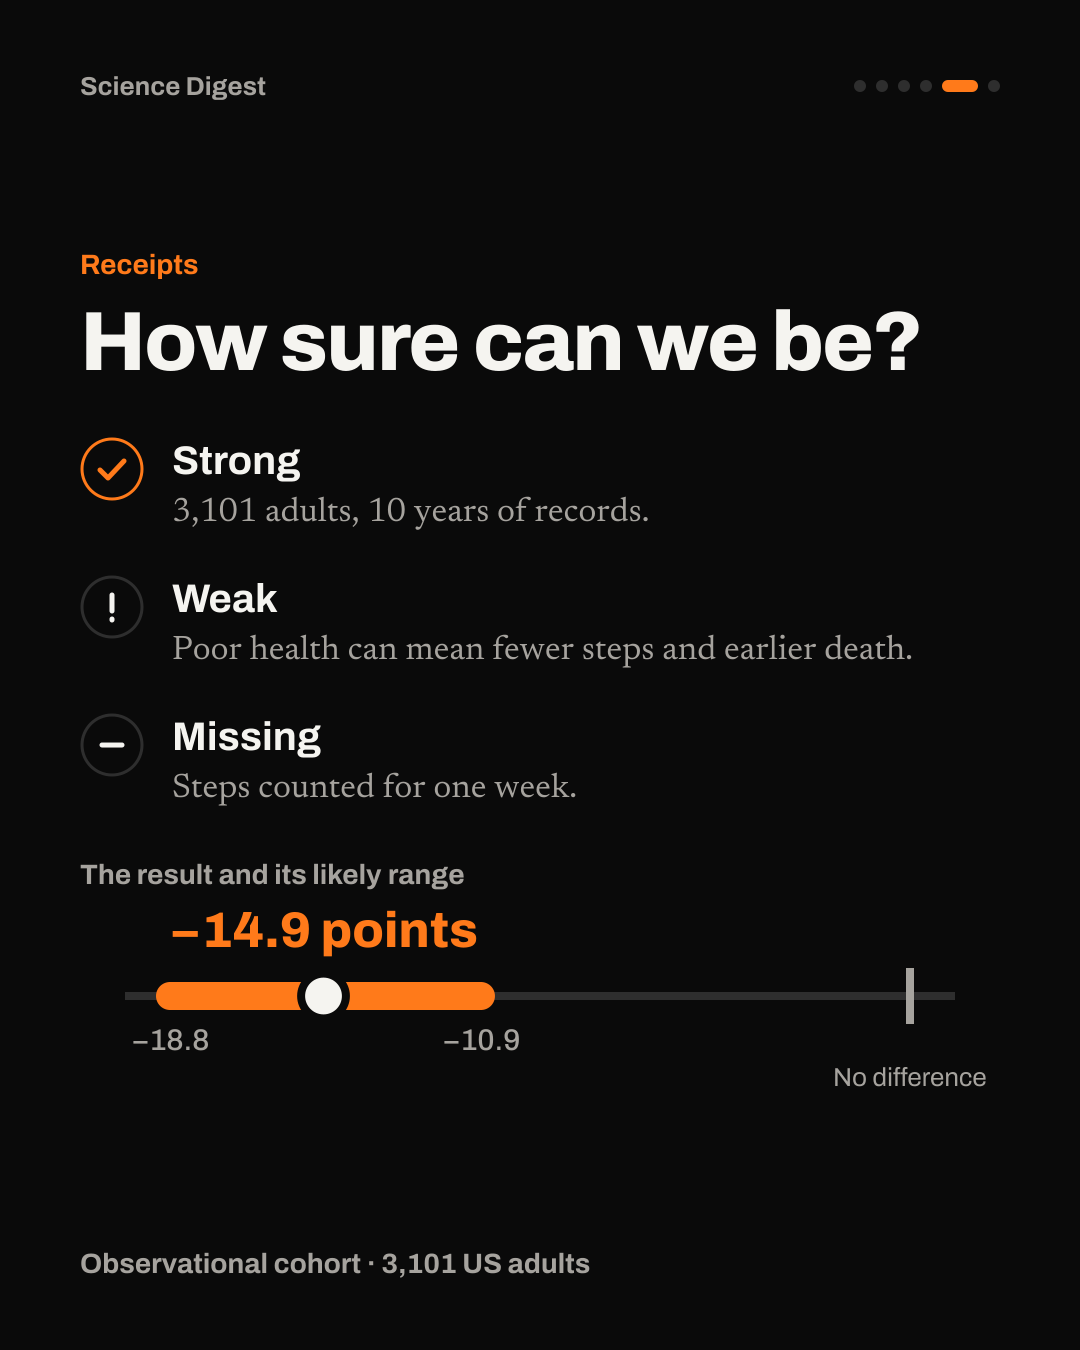 Science Digest
Receipts
How sure can we be?
Strong
3,101 adults, 10 years of records.
Weak
Poor health can mean fewer steps and earlier death.
Missing
Steps counted for one week.
The result and its likely range
−14.9 points
−18.8
−10.9
No difference
Observational cohort · 3,101 US adults